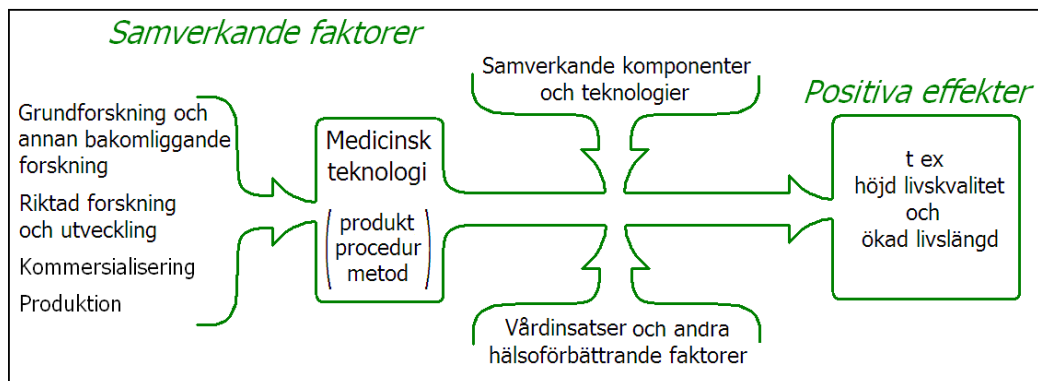 Samverkande faktorer
Grundforskning och
annan bakomliggande
forskning
Riktad forskning
och utveckling
Kommersialisering
Produktion
Medicinsk
teknologi
( produkt
procedur
metod )
Samverkande komponenter
och teknologier
Vårdinsatser och andra
hälsoförbättrande faktorer
Positiva effekter
t ex
höjd livskvalitet
och
ökad livslängd